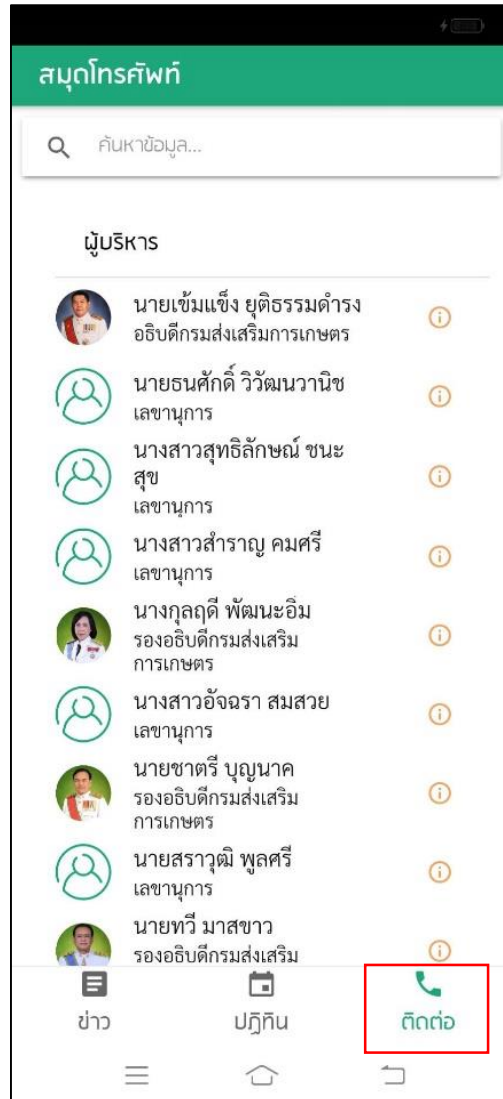 สมุดโทรศัพท์
ค้นหาข้อมูล...
ผู้บริหาร
นายเข้มแข็ง ยุติธรรมดำรง
อธิบดีกรมส่งเสริมการเกษตร
นายธนศักดิ์ วิวัฒนวานิช
เลขานุการ
นางสาวสุทธิลักษณ์ ชนะ
สุข
เลขานุการ
นางสาวสำราญ คมศรี
เลขานุการ
นางกุลฤดี พัฒนะอิ่ม
รองอธิบดีกรมส่งเสริม
การเกษตร
นางสาวอัจฉรา สมสวย
เลขานุการ
นายชาตรี บุญนาค
รองอธิบดีกรมส่งเสริม
การเกษตร
นายสราวุฒิ พูลศรี
เลขานุการ
นายทวี มาสขาว
รองอธิบดีกรมส่งเสริม
ข่าว ปฏิทิน ติดต่อ